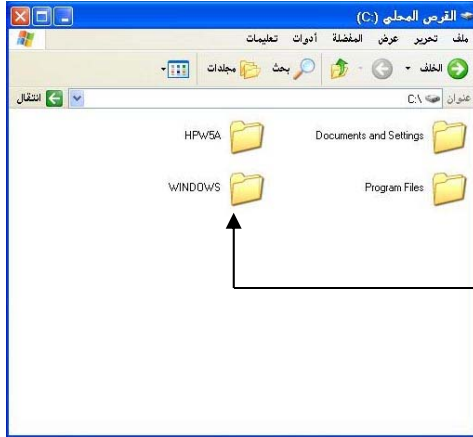 القرص المحلي (C:)
ملف تحرير عرض المفضلة أدوات تعليمات
الخلف بحث مجلدات
عنوان C:\ انتقال
Documents and Settings HPW5A
Program Files WINDOWS